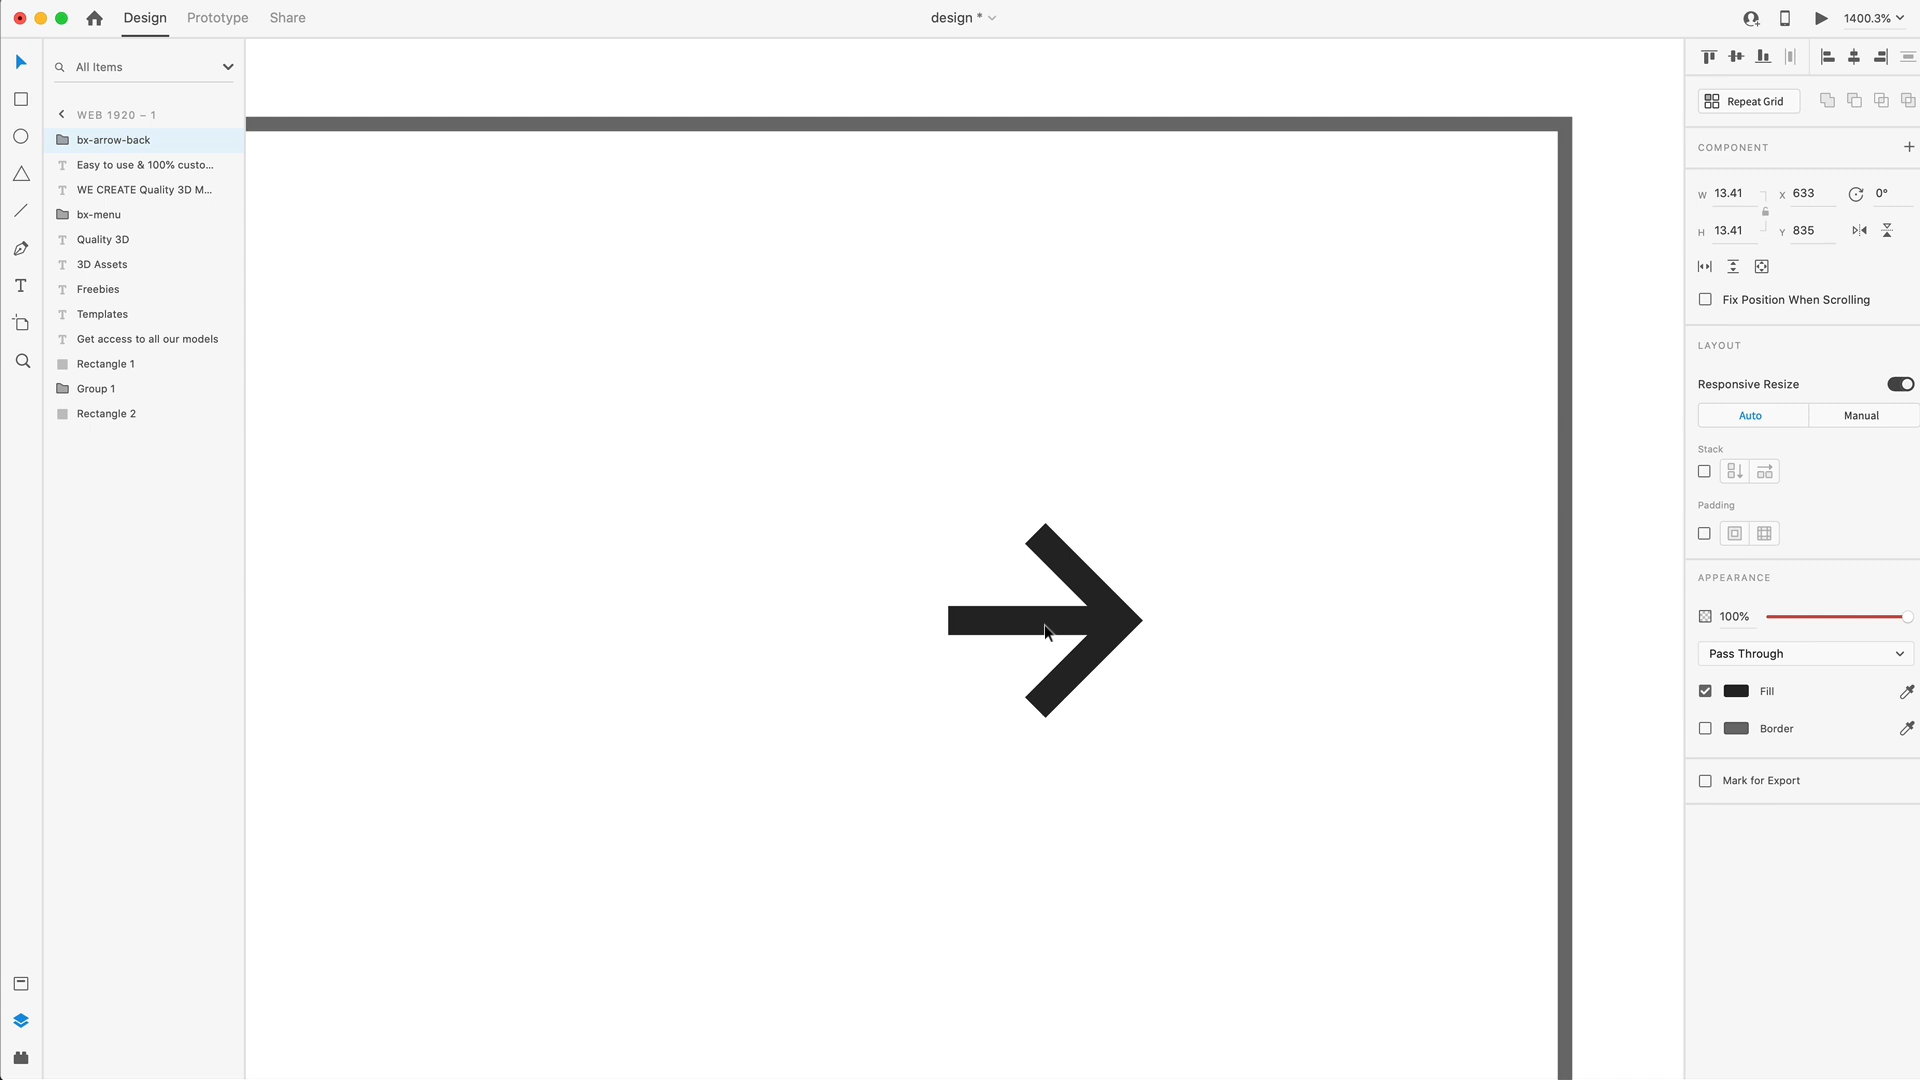 Design
Prototype
Share
design *
1400.3%
All Items
WEB 1920 – 1
bx-arrow-back
Easy to use & 100% custo...
WE CREATE Quality 3D M...
bx-menu
Quality 3D
3D Assets
Freebies
Templates
Get access to all our models
Rectangle 1
Group 1
Rectangle 2
Repeat Grid
COMPONENT
W 13.41 X 633 0°
H 13.41 Y 835
Fix Position When Scrolling
LAYOUT
Responsive Resize
Auto Manual
Stack
Padding
APPEARANCE
100%
Pass Through
Fill
Border
Mark for Export